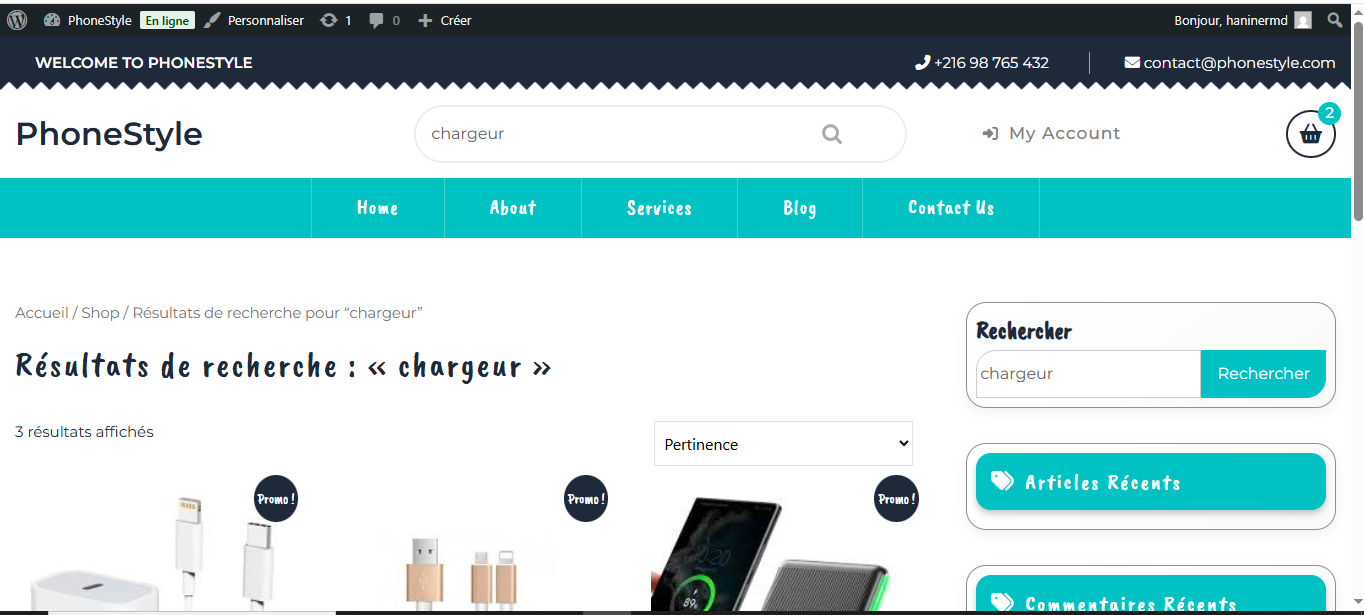 PhoneStyle En ligne Personnaliser 1 0 Créer Bonjour, haninermd
WELCOME TO PHONESTYLE +216 98 765 432 contact@phonestyle.com
PhoneStyle chargeur My Account 2
Home About Services Blog Contact Us
Accueil / Shop / Résultats de recherche pour “chargeur”
Résultats de recherche : « chargeur »
3 résultats affichés
Pertinence
Promo !
Promo !
Promo !
89%
Rechercher
chargeur Rechercher
Articles Récents
Commentaires Récents